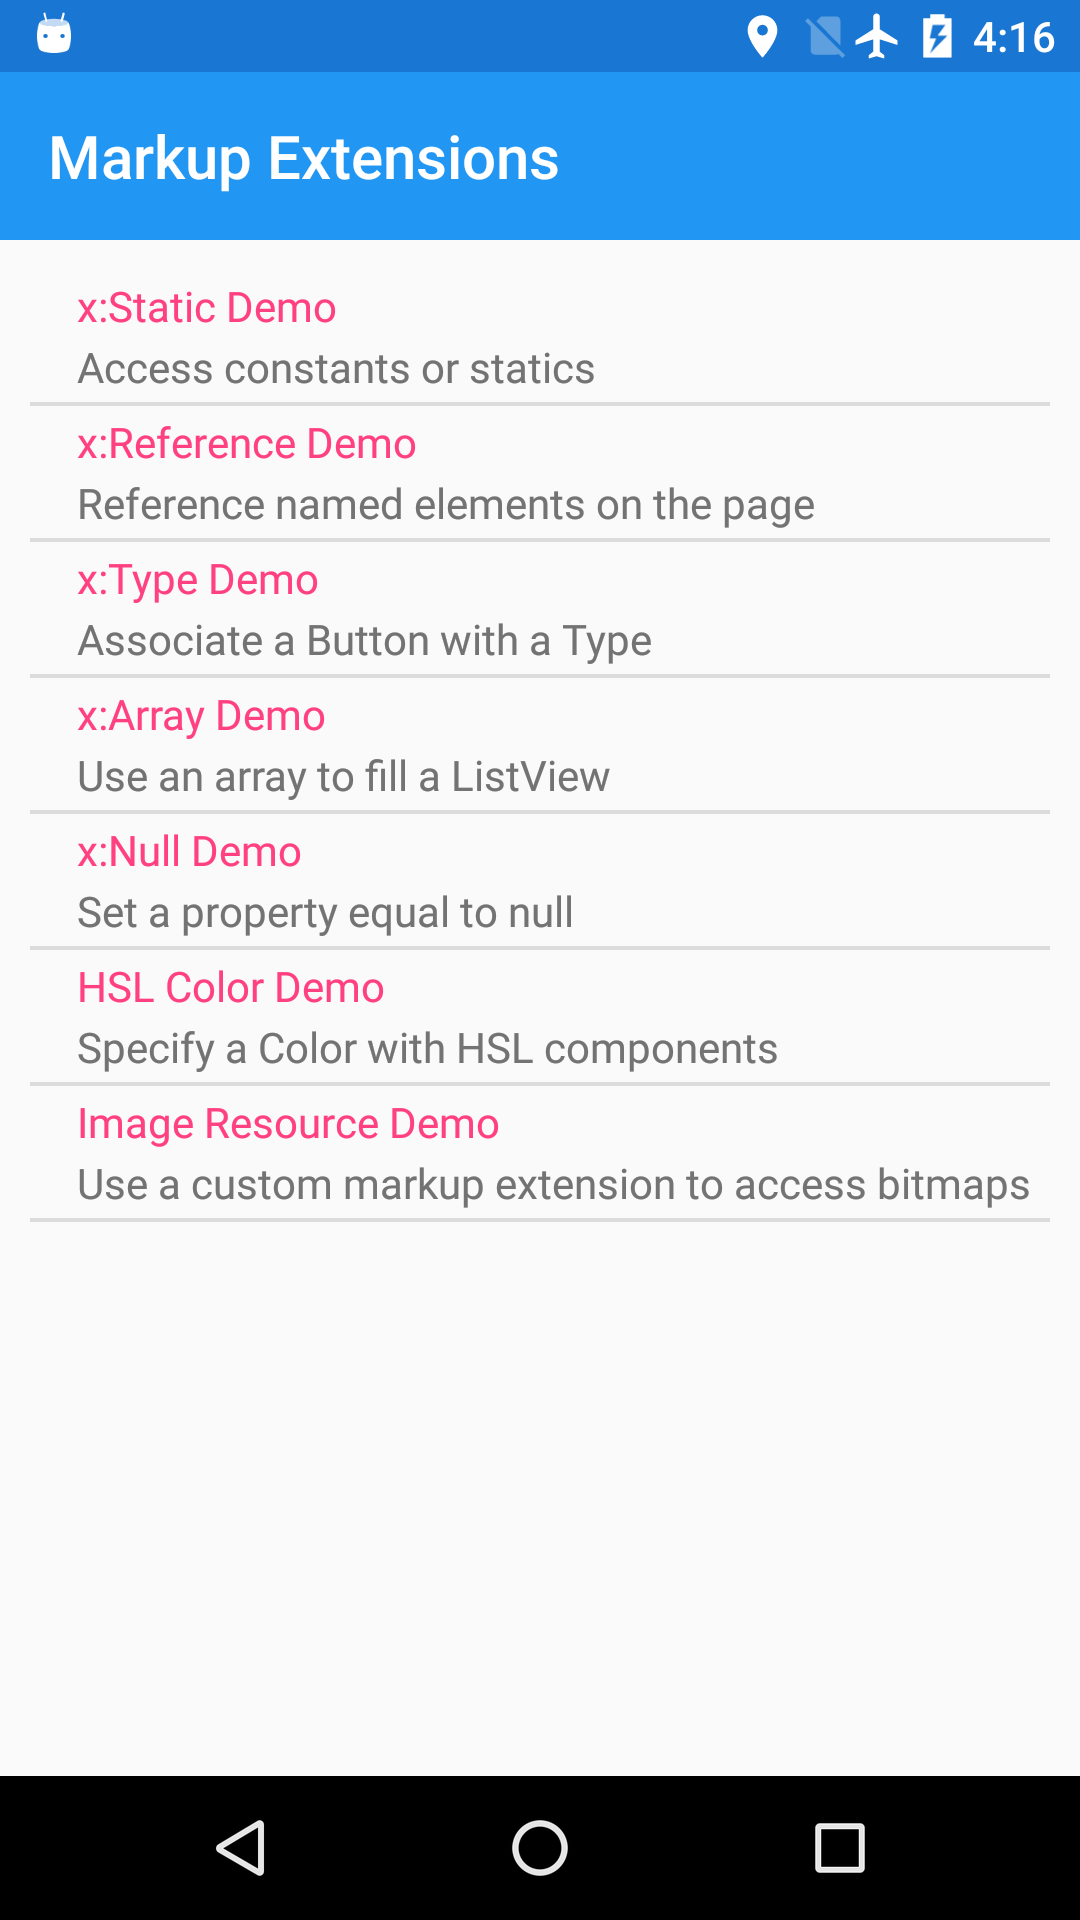 4:16
Markup Extensions
x:Static Demo
Access constants or statics
x:Reference Demo
Reference named elements on the page
x:Type Demo
Associate a Button with a Type
x:Array Demo
Use an array to fill a ListView
x:Null Demo
Set a property equal to null
HSL Color Demo
Specify a Color with HSL components
Image Resource Demo
Use a custom markup extension to access bitmaps